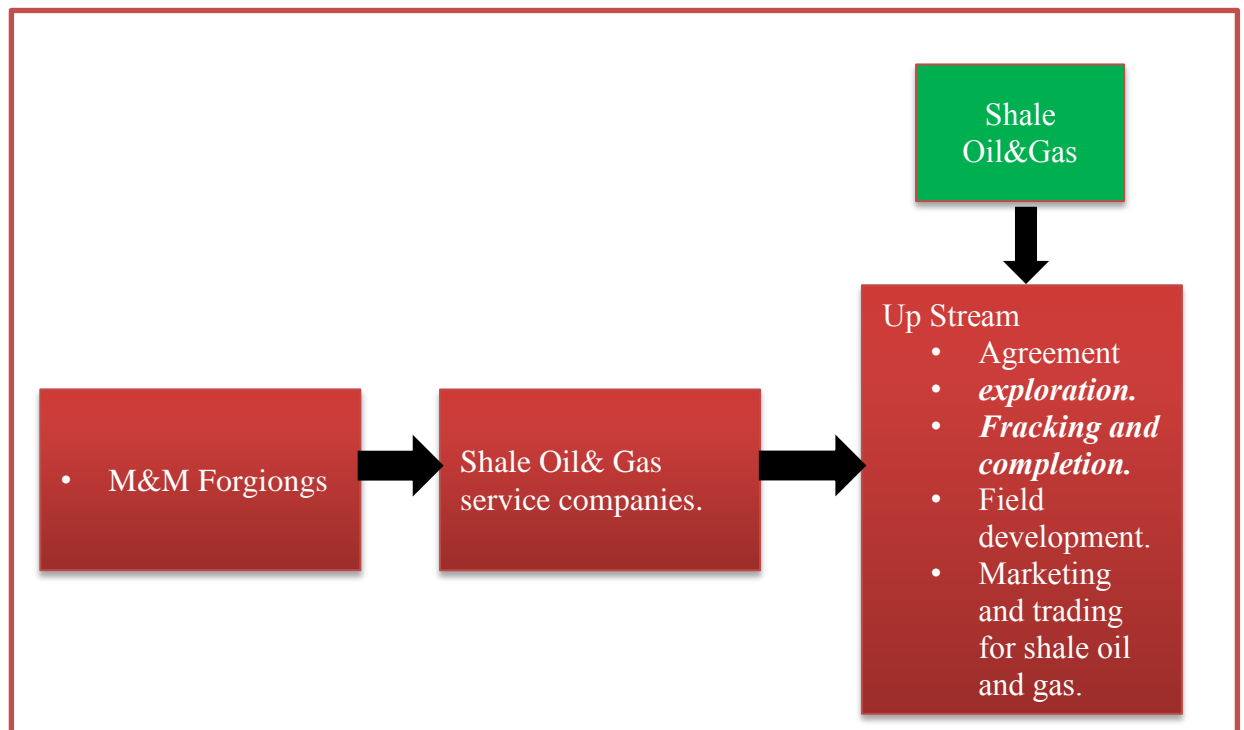 Shale
Oil&Gas
Up Stream
• Agreement
• exploration.
• Fracking and
completion.
• Field
development.
• Marketing
and trading
for shale oil
and gas.
• M&M Forgiongs
Shale Oil& Gas
service companies.